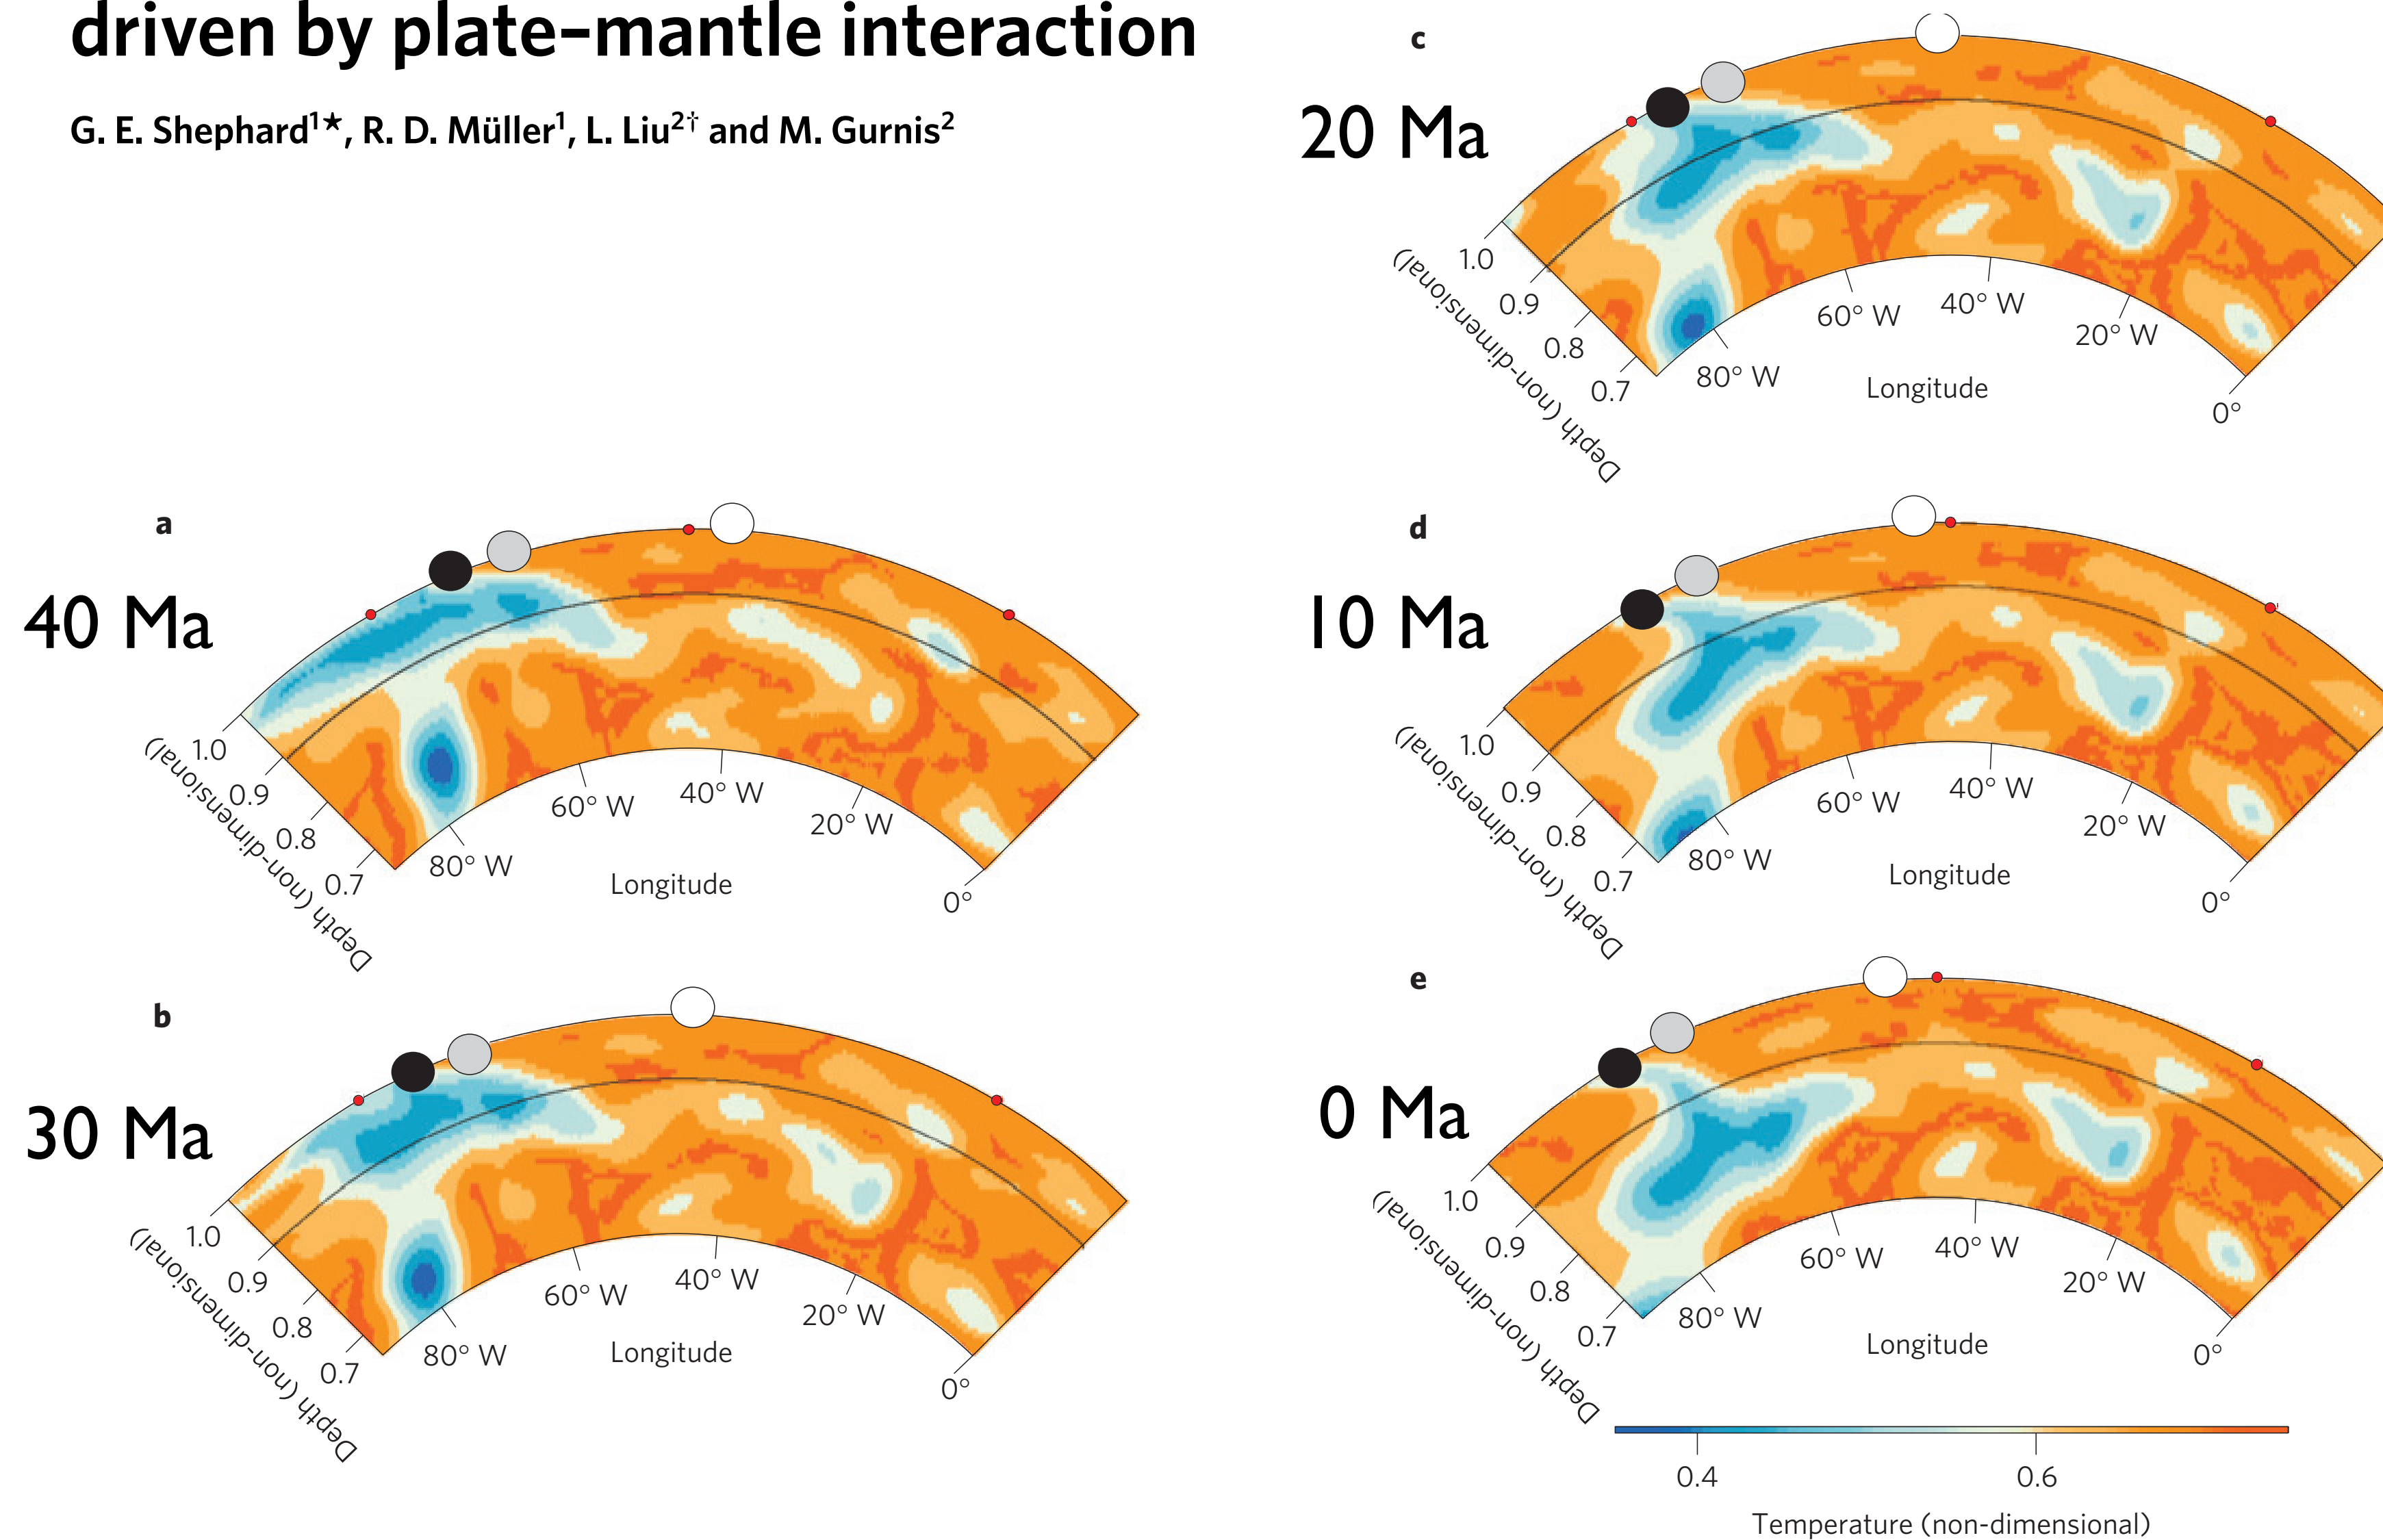 driven by plate–mantle interaction
G. E. Shephard¹★, R. D. Müller¹, L. Liu²† and M. Gurnis²
a
40 Ma
1.0
0.9
0.8
0.7
Depth (non-dimensional)
80° W
60° W
40° W
20° W
0°
Longitude
b
30 Ma
1.0
0.9
0.8
0.7
Depth (non-dimensional)
80° W
60° W
40° W
20° W
0°
Longitude
c
20 Ma
1.0
0.9
0.8
0.7
Depth (non-dimensional)
80° W
60° W
40° W
20° W
0°
Longitude
d
10 Ma
1.0
0.9
0.8
0.7
Depth (non-dimensional)
80° W
60° W
40° W
20° W
0°
Longitude
e
0 Ma
1.0
0.9
0.8
0.7
Depth (non-dimensional)
80° W
60° W
40° W
20° W
0°
Longitude
0.4
0.6
Temperature (non-dimensional)